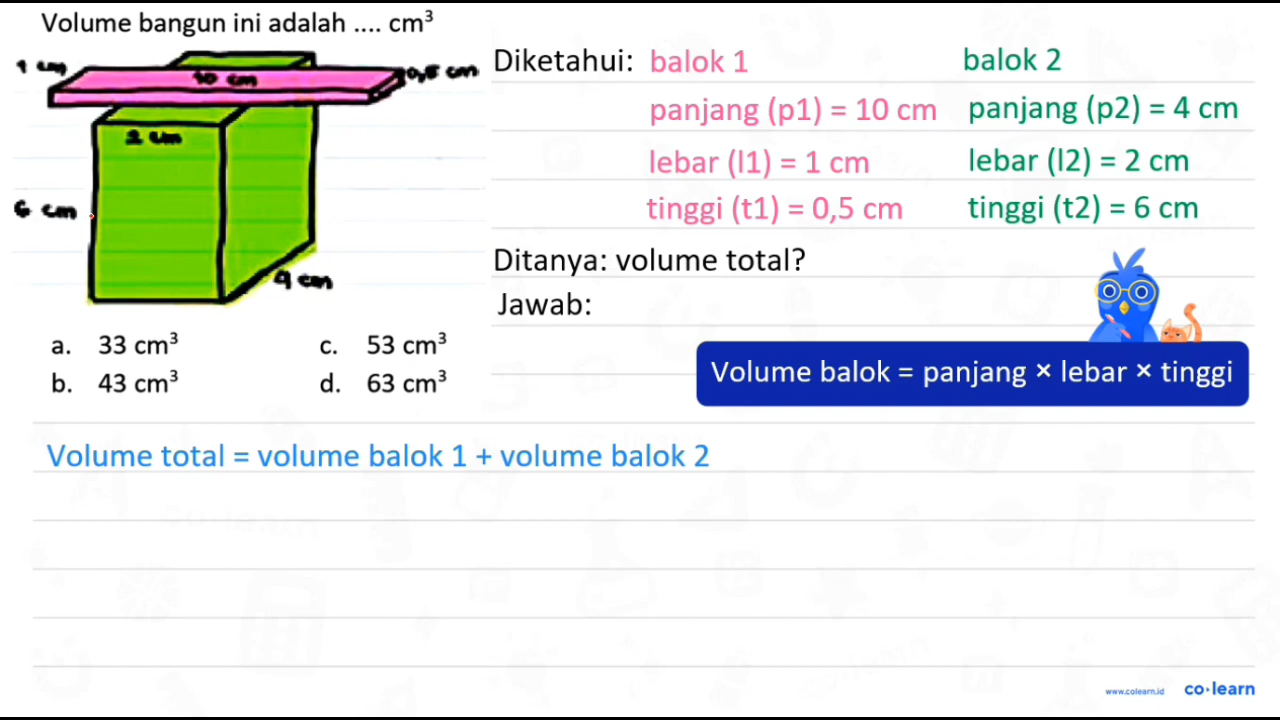 Volume bangun ini adalah .... cm³
1 cm
10 cm
0,5 cm
2 cm
6 cm
4 cm
a. 33 cm³
c. 53 cm³
b. 43 cm³
d. 63 cm³
Diketahui: balok 1
balok 2
panjang (p1) = 10 cm
panjang (p2) = 4 cm
lebar (l1) = 1 cm
lebar (l2) = 2 cm
tinggi (t1) = 0,5 cm
tinggi (t2) = 6 cm
Ditanya: volume total?
Jawab:
Volume balok = panjang × lebar × tinggi
Volume total = volume balok 1 + volume balok 2
www.colearn.id
co·learn